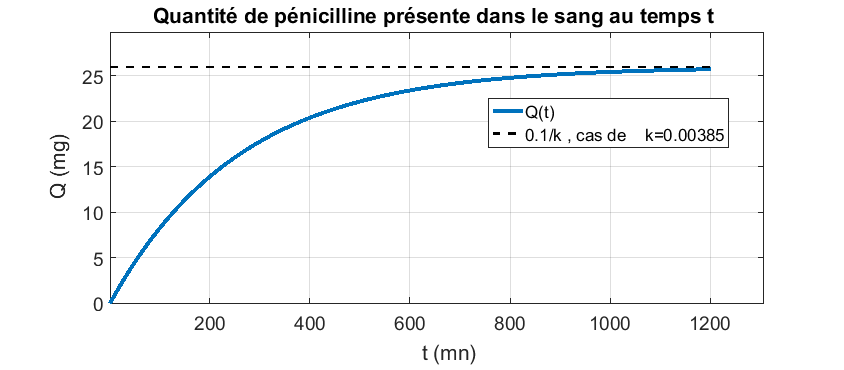 Quantité de pénicilline présente dans le sang au temps t
Q (mg)
25
20
15
10
5
0
Q(t)
0.1/k , cas de k=0.00385
200 400 600 800 1000 1200
t (mn)